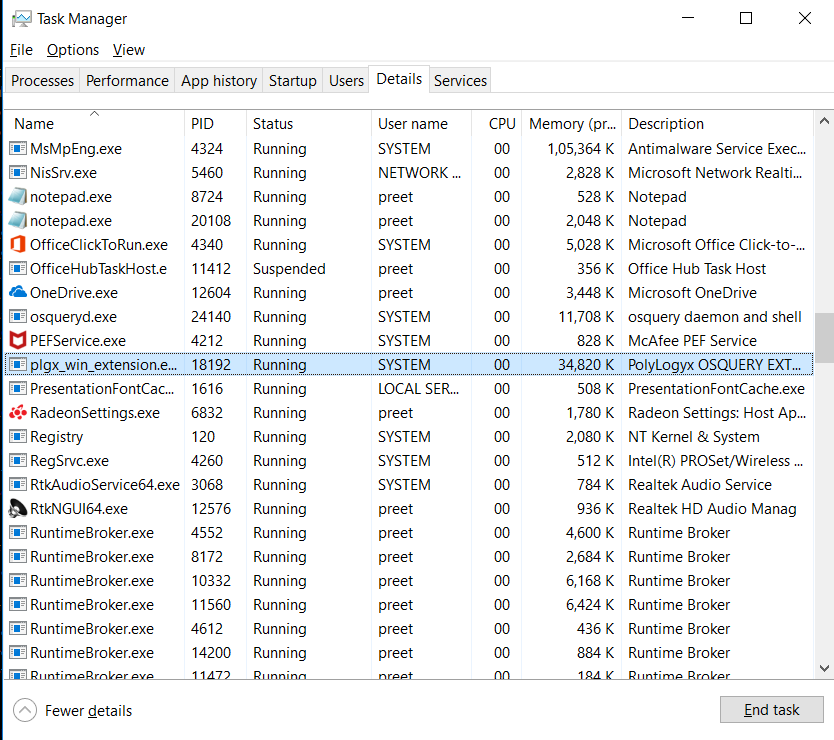 Task Manager
File Options View
Processes Performance App history Startup Users Details Services
Name PID Status User name CPU Memory (pr... Description
MsMpEng.exe 4324 Running SYSTEM 00 1,05,364 K Antimalware Service Exec...
NisSrv.exe 5460 Running NETWORK ... 00 2,828 K Microsoft Network Realti...
notepad.exe 8724 Running preet 00 528 K Notepad
notepad.exe 20108 Running preet 00 2,048 K Notepad
OfficeClickToRun.exe 4340 Running SYSTEM 00 5,028 K Microsoft Office Click-to-...
OfficeHubTaskHost.e 11412 Suspended preet 00 356 K Office Hub Task Host
OneDrive.exe 12604 Running preet 00 3,448 K Microsoft OneDrive
osqueryd.exe 24140 Running SYSTEM 00 11,708 K osquery daemon and shell
PEFService.exe 4212 Running SYSTEM 00 828 K McAfee PEF Service
plgx_win_extension.e... 18192 Running SYSTEM 00 34,820 K PolyLogyx OSQUERY EXT...
PresentationFontCac... 1616 Running LOCAL SER... 00 508 K PresentationFontCache.exe
RadeonSettings.exe 6832 Running preet 00 1,780 K Radeon Settings: Host Ap...
Registry 120 Running SYSTEM 00 2,080 K NT Kernel & System
RegSrvc.exe 4260 Running SYSTEM 00 512 K Intel(R) PROSet/Wireless ...
RtkAudioService64.exe 3068 Running SYSTEM 00 784 K Realtek Audio Service
RtkNGUI64.exe 12576 Running preet 00 936 K Realtek HD Audio Manag
RuntimeBroker.exe 4552 Running preet 00 4,600 K Runtime Broker
RuntimeBroker.exe 8172 Running preet 00 2,684 K Runtime Broker
RuntimeBroker.exe 10332 Running preet 00 6,168 K Runtime Broker
RuntimeBroker.exe 11560 Running preet 00 6,424 K Runtime Broker
RuntimeBroker.exe 4612 Running preet 00 436 K Runtime Broker
RuntimeBroker.exe 14200 Running preet 00 884 K Runtime Broker
RuntimeBroker.exe 11472 Running preet 00 184 K Runtime Broker
Fewer details End task